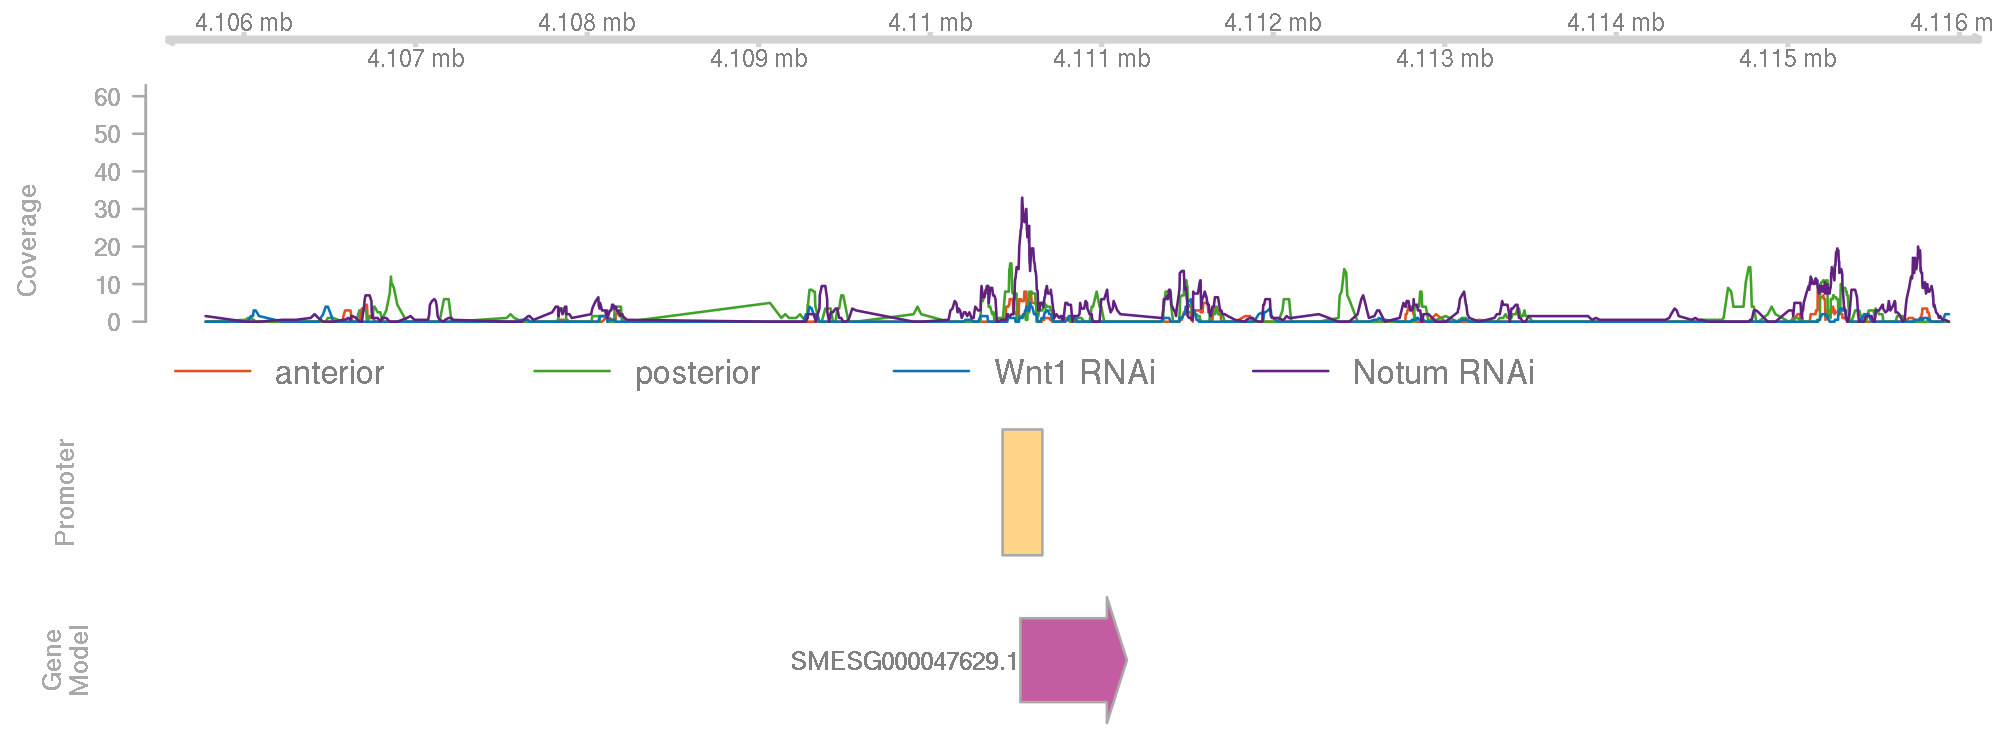 4.106 mb 4.108 mb 4.11 mb 4.112 mb 4.114 mb 4.116 m
4.107 mb 4.109 mb 4.111 mb 4.113 mb 4.115 mb
60
50
40
30
20
10
0
Coverage
anterior posterior Wnt1 RNAi Notum RNAi
Promoter
Gene
Model
SMESG000047629.1